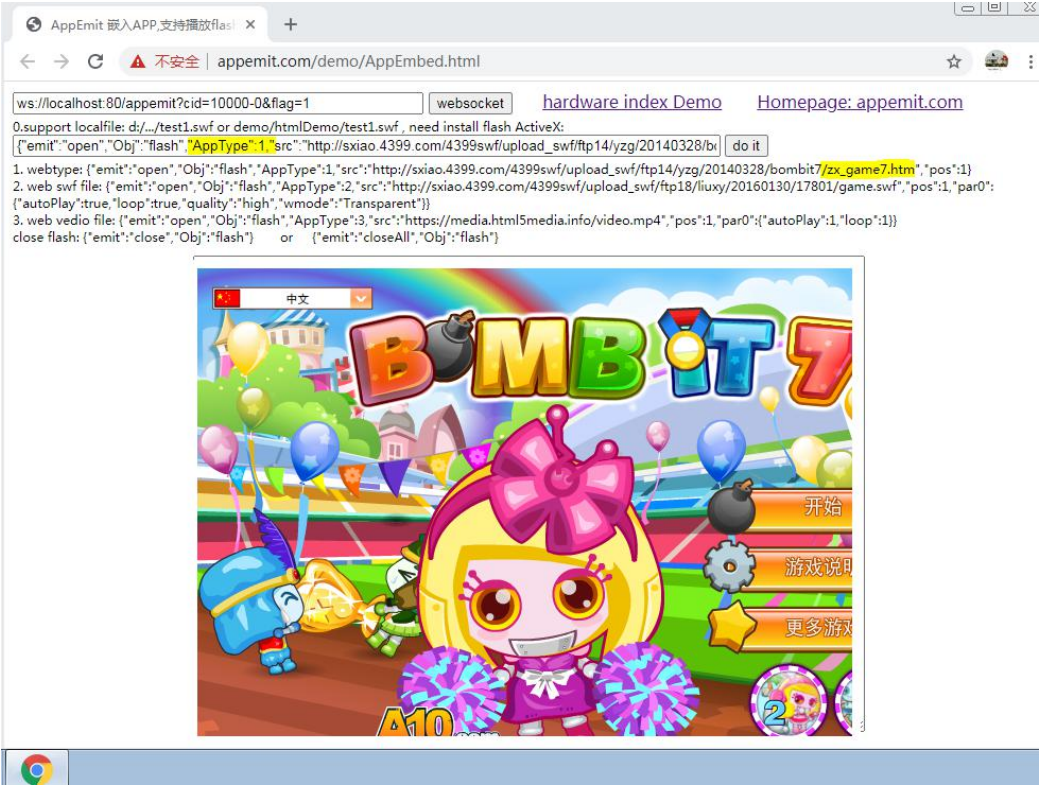 AppEmit 嵌入APP,支持播放flas
不安全 appemit.com/demo/AppEmbed.html
ws://localhost:80/appemit?cid=10000-0&flag=1 websocket hardware index Demo Homepage: appemit.com
0.support localfile: d:/.../test1.swf or demo/htmlDemo/test1.swf , need install flash ActiveX:
{"emit":"open","Obj":"flash","AppType":1,"src":"http://sxiao.4399.com/4399swf/upload_swf/ftp14/yzg/20140328/bo do it
1. webtype: {"emit":"open","Obj":"flash","AppType":1,"src":"http://sxiao.4399.com/4399swf/upload_swf/ftp14/yzg/20140328/bombit7/zx_game7.htm","pos":1}
2. web swf file: {"emit":"open","Obj":"flash","AppType":2,"src":"http://sxiao.4399.com/4399swf/upload_swf/ftp18/liuxy/20160130/17801/game.swf","pos":1,"par0":
{"autoPlay":true,"loop":true,"quality":"high","wmode":"Transparent"}}
3. web vedio file: {"emit":"open","Obj":"flash","AppType":3,"src":"https://media.html5media.info/video.mp4","pos":1,"par0":{"autoPlay":1,"loop":1}}
close flash: {"emit":"close","Obj":"flash"} or {"emit":"closeAll","Obj":"flash"}
中文
BOMB IT 7
开始
游戏说明
更多游戏
2
A10.com